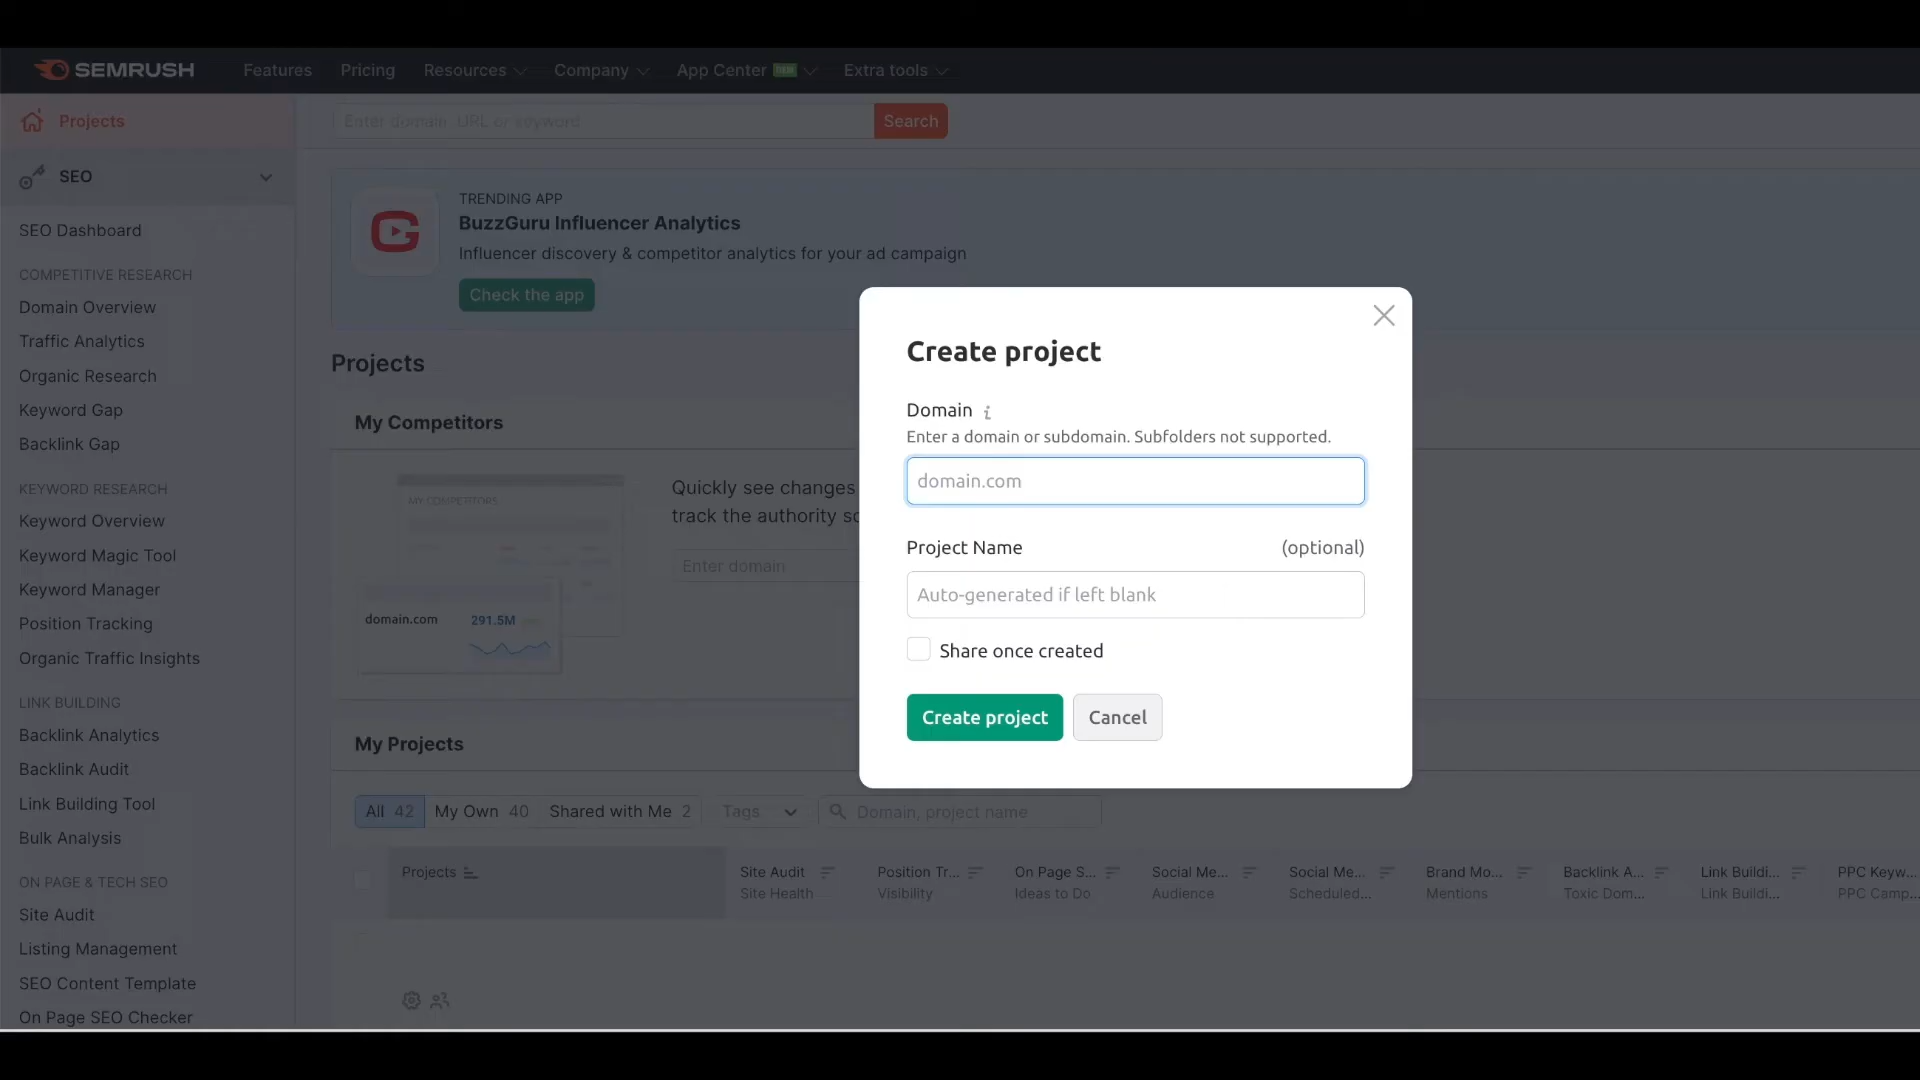 SEMRUSH
Features
Pricing
Resources
Company
App Center NEW
Extra tools
Projects
Enter domain, URL or keyword
Search
SEO
SEO Dashboard
COMPETITIVE RESEARCH
Domain Overview
Traffic Analytics
Organic Research
Keyword Gap
Backlink Gap
KEYWORD RESEARCH
Keyword Overview
Keyword Magic Tool
Keyword Manager
Position Tracking
Organic Traffic Insights
LINK BUILDING
Backlink Analytics
Backlink Audit
Link Building Tool
Bulk Analysis
ON PAGE & TECH SEO
Site Audit
Listing Management
SEO Content Template
On Page SEO Checker
TRENDING APP
BuzzGuru Influencer Analytics
Influencer discovery & competitor analytics for your ad campaign
Check the app
Projects
My Competitors
MY COMPETITORS
domain.com 291.5M
Quickly see changes
track the authority sc
Enter domain
Create project
Domain i
Enter a domain or subdomain. Subfolders not supported.
domain.com
Project Name (optional)
Auto-generated if left blank
Share once created
Create project
Cancel
My Projects
All 42
My Own 40
Shared with Me 2
Tags
Domain, project name
Projects
Site Audit
Site Health
Position Tr...
Visibility
On Page S...
Ideas to Do
Social Me...
Audience
Social Me...
Scheduled...
Brand Mo...
Mentions
Backlink A...
Toxic Dom...
Link Buildi...
Link Buildi...
PPC Keyw...
PPC Camp...